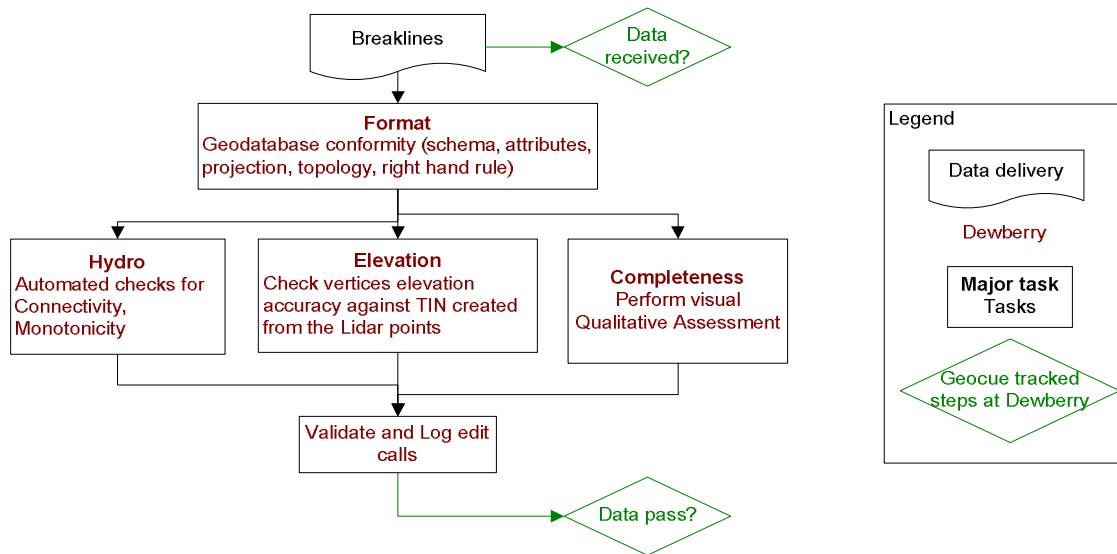 Breaklines
Data
received?
Format
Geodatabase conformity (schema, attributes,
projection, topology, right hand rule)
Hydro
Automated checks for
Connectivity,
Monotonicity
Elevation
Check vertices elevation
accuracy against TIN created
from the Lidar points
Completeness
Perform visual
Qualitative Assessment
Validate and Log edit
calls
Data pass?
Legend
Data delivery
Dewberry
Major task
Tasks
Geocue tracked
steps at Dewberry